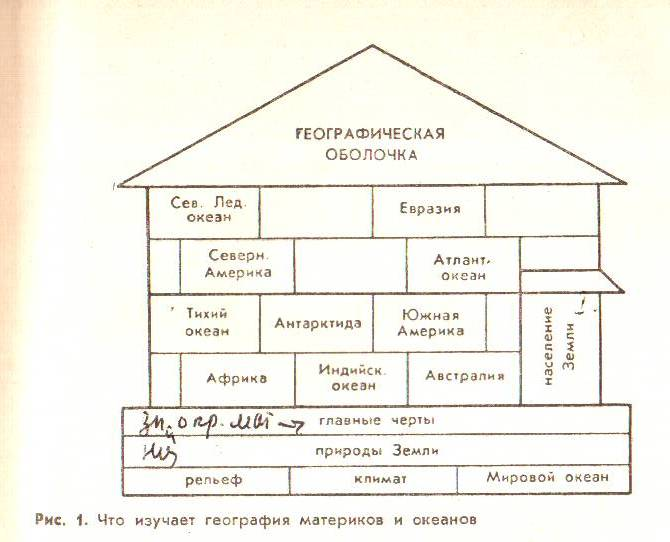 ГЕОГРАФИЧЕСКАЯ
ОБОЛОЧКА
Сев. Лед.
океан
Евразия
Северн.
Америка
Атлант.
океан
Тихий
океан
Антарктида
Южная
Америка
население
Земли
Африка
Индийск.
океан
Австралия
главные черты
природы Земли
рельеф
климат
Мировой океан
Рис. 1. Что изучает география материков и океанов